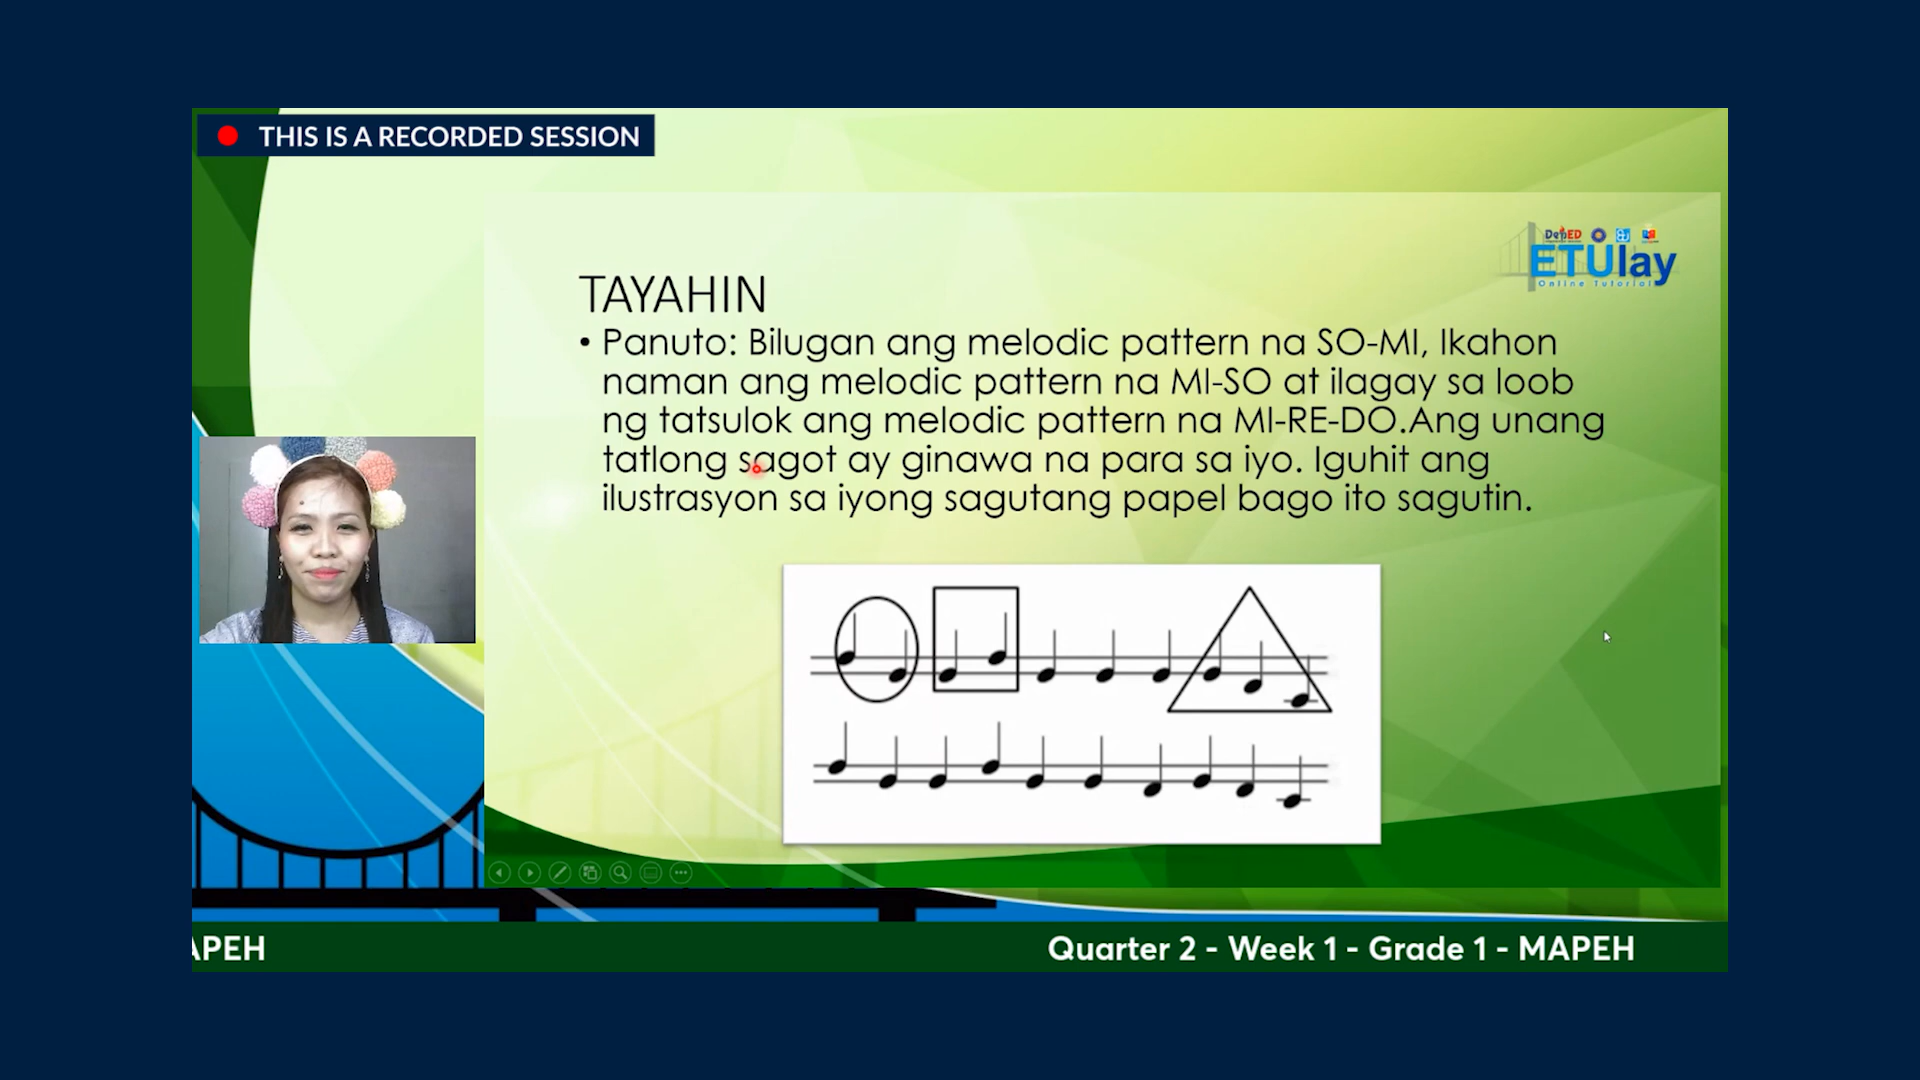 THIS IS A RECORDED SESSION
DepED
ETUlay
Online Tutorial
TAYAHIN
• Panuto: Bilugan ang melodic pattern na SO-MI, Ikahon
naman ang melodic pattern na MI-SO at ilagay sa loob
ng tatsulok ang melodic pattern na MI-RE-DO.Ang unang
tatlong sagot ay ginawa na para sa iyo. Iguhit ang
ilustrasyon sa iyong sagutang papel bago ito sagutin.
APEH
Quarter 2 - Week 1 - Grade 1 - MAPEH